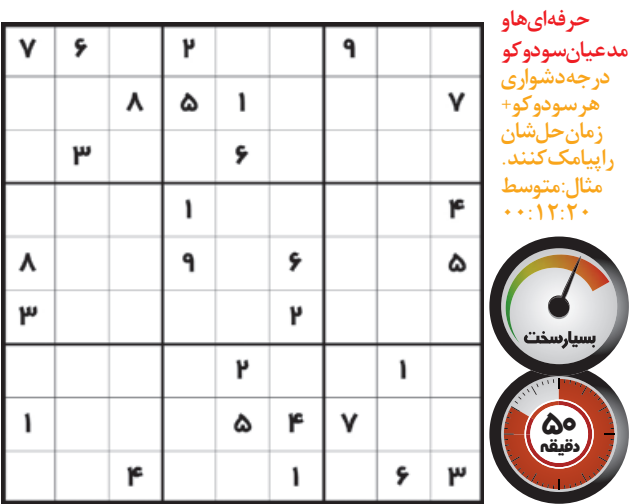 حرفه‌ای‌ها و
مدعیان سودوکو
درجه دشواری
هر سودوکو+
زمان حل‌شان
را پیامک کنند.
مثال: متوسط
۰۰:۱۲:۲۰
بسیار سخت
۵۰
دقیقه
۷ ۶ ۲ ۹
۸ ۵ ۱ ۷
۳ ۶
۱ ۴
۸ ۹ ۶ ۵
۳ ۲
۲ ۱
۱ ۵ ۴ ۷
۴ ۱ ۶ ۳